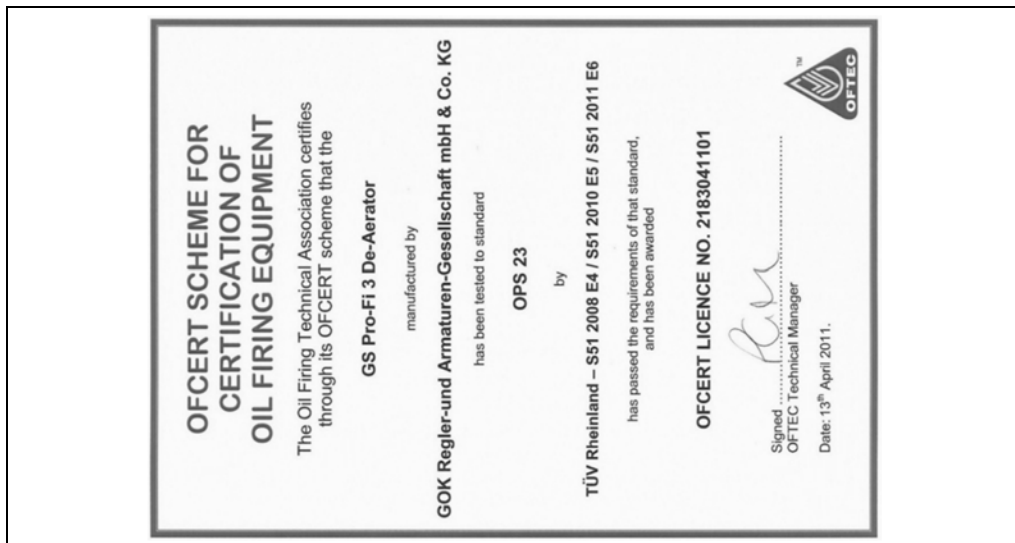 OFCERT SCHEME FOR
CERTIFICATION OF
OIL FIRING EQUIPMENT
The Oil Firing Technical Association certifies
through its OFCERT scheme that the
GS Pro-Fi 3 De-Aerator
manufactured by
GOK Regler-und Armaturen-Gesellschaft mbH & Co. KG
has been tested to standard
OPS 23
by
TÜV Rheinland – S51 2008 E4 / S51 2010 E5 / S51 2011 E6
has passed the requirements of that standard,
and has been awarded
OFCERT LICENCE NO. 2183041101
Signed ................................................
OFTEC Technical Manager
Date: 13th April 2011.
OFTEC
TM